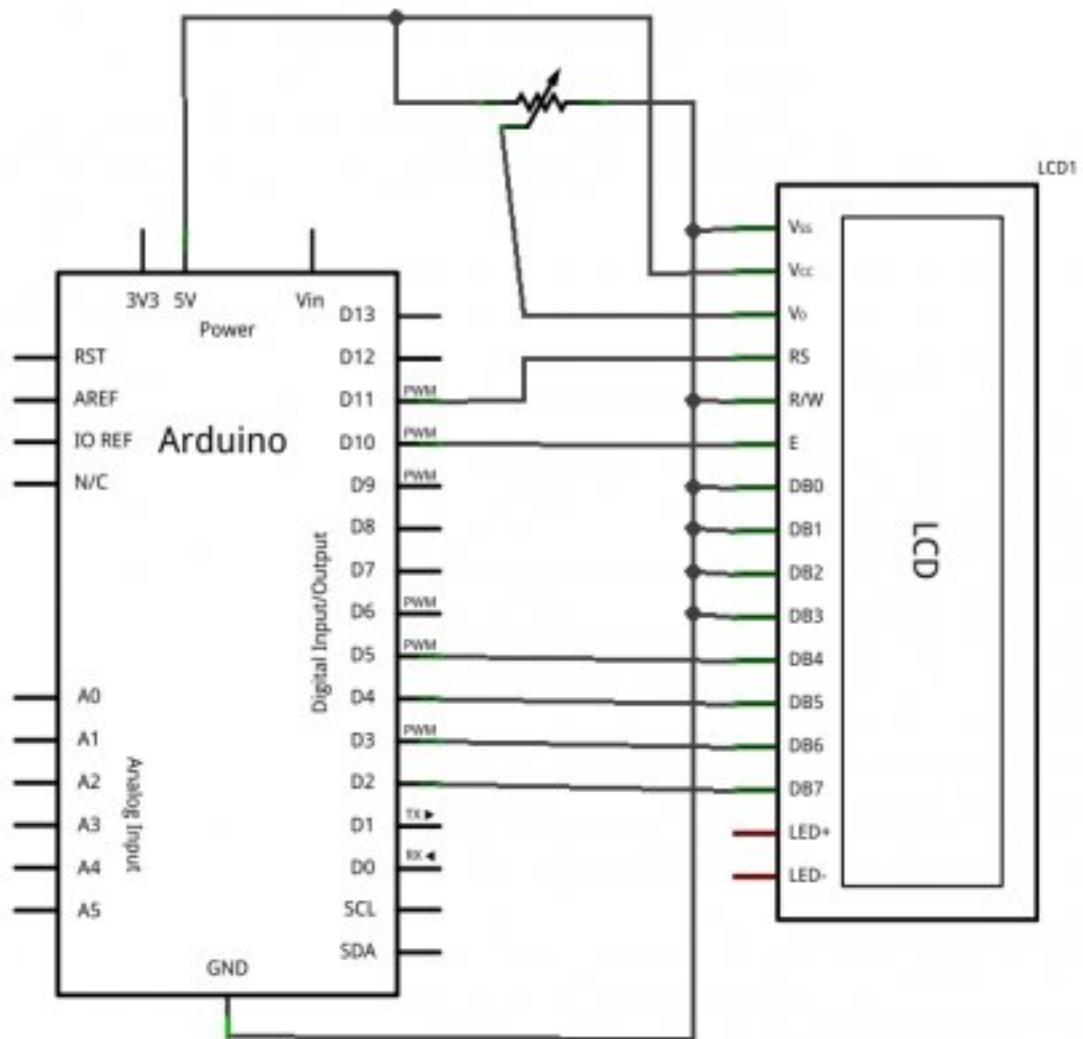 LCD1
3V3 5V Vin
Power
RST
AREF
IO REF
N/C
Arduino
A0
A1
A2
A3
A4
A5
Analog Input
Digital Input/Output
D13
D12
D11 PWM
D10 PWM
D9 PWM
D8
D7
D6 PWM
D5 PWM
D4
D3 PWM
D2
D1 TX ▶
D0 RX ◀
SCL
SDA
GND
Vss
Vcc
Vo
RS
R/W
E
DB0
DB1
DB2
DB3
DB4
DB5
DB6
DB7
LED+
LED-
LCD